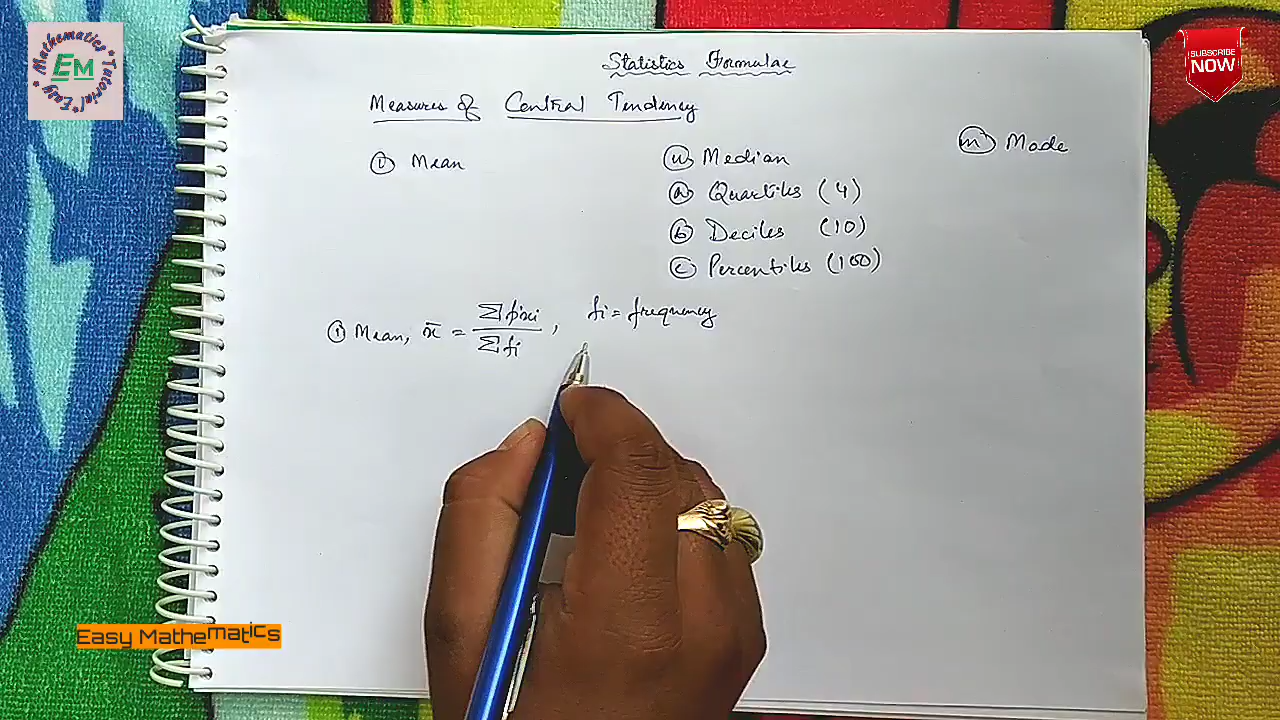 Mathematics
Tutorial
Easy
EM
SUBSCRIBE
NOW
Statistics Formulae
Measures of Central Tendency
(i) Mean
(ii) Median
(a) Quartiles (4)
(b) Deciles (10)
(c) Percentiles (100)
(iii) Mode
(i) Mean, x̄ = Σfixi / Σfi , fi = frequency
Easy Mathematics